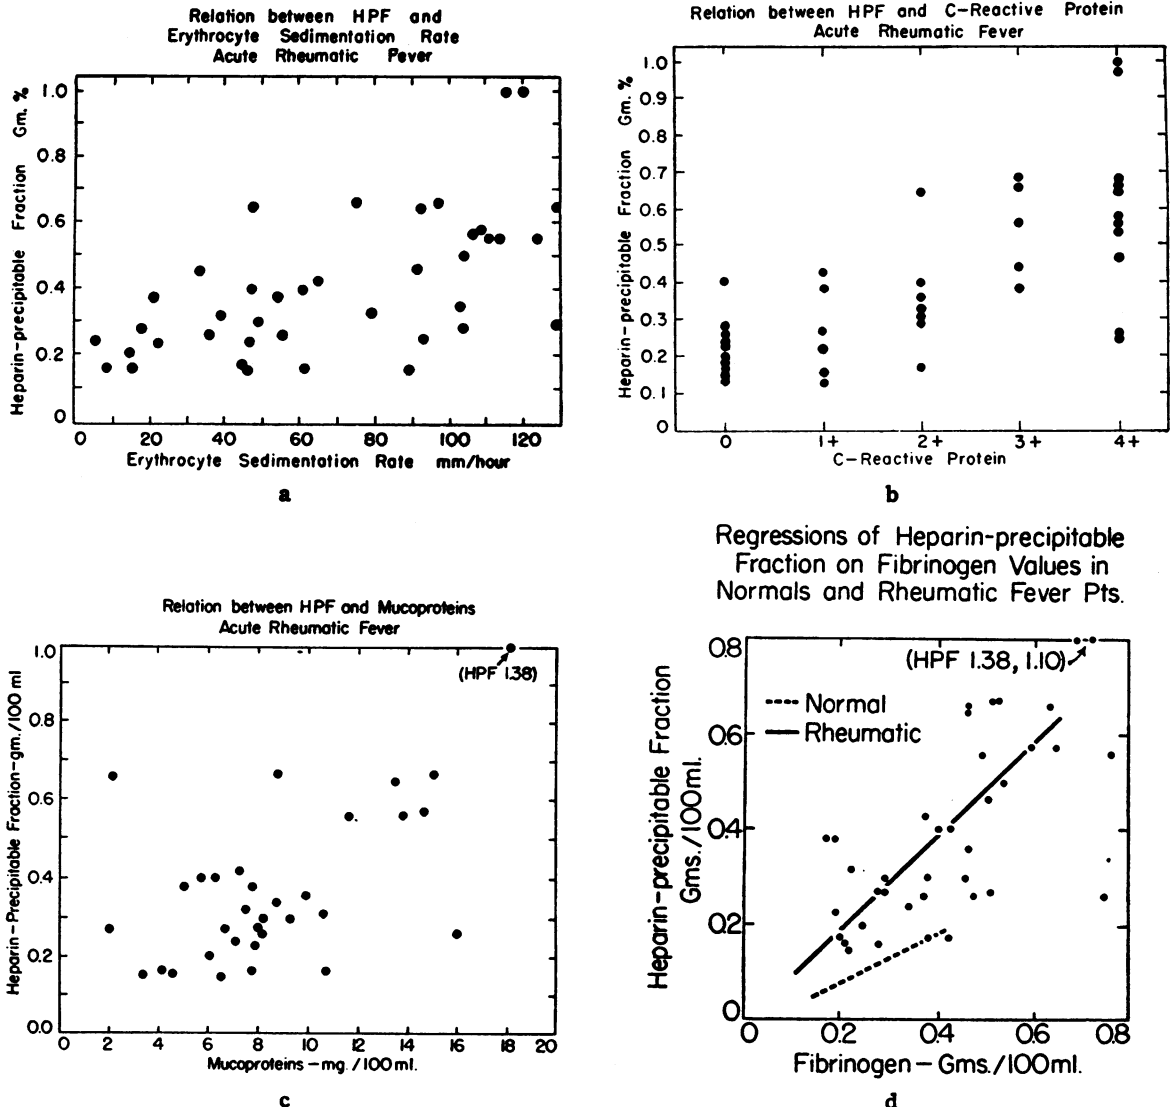 Relation between HPF and
Erythrocyte Sedimentation Rate
Acute Rheumatic Fever
Heparin-precipitable Fraction Gm. %
1.0
0.8
0.6
0.4
0.2
0
0 20 40 60 80 100 120
Erythrocyte Sedimentation Rate mm/hour
a
Relation between HPF and C-Reactive Protein
Acute Rheumatic Fever
Heparin-precipitable Fraction Gm. %
1.0
0.9
0.8
0.7
0.6
0.5
0.4
0.3
0.2
0.1
0
0 1+ 2+ 3+ 4+
C-Reactive Protein
b
Relation between HPF and Mucoproteins
Acute Rheumatic Fever
Heparin-Precipitable Fraction-gm./100 ml
1.0
0.8
0.6
0.4
0.2
0.0
(HPF 1.38)
0 2 4 6 8 10 12 14 16 18 20
Mucoproteins-mg./100 ml.
c
Regressions of Heparin-precipitable
Fraction on Fibrinogen Values in
Normals and Rheumatic Fever Pts.
Heparin-precipitable Fraction
Gms./100ml.
0.8
0.6
0.4
0.2
0
(HPF 1.38, 1.10)
Normal
Rheumatic
0 0.2 0.4 0.6 0.8
Fibrinogen-Gms./100ml.
d